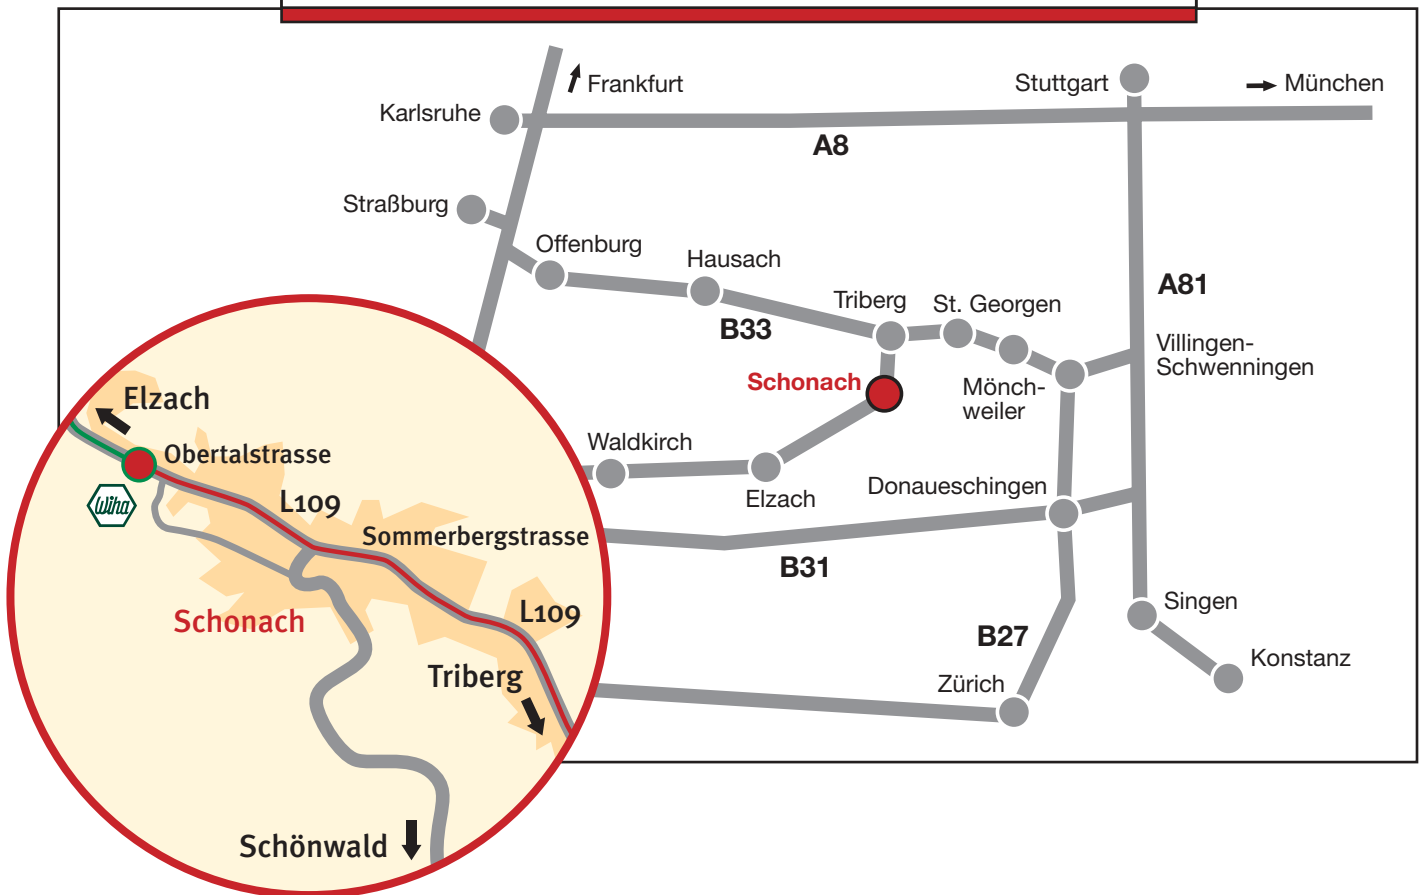 Frankfurt
Stuttgart
München
Karlsruhe
A8
Straßburg
Offenburg
Hausach
A81
Triberg
St. Georgen
B33
Villingen-
Schwenningen
Schonach
Mönch-
weiler
Waldkirch
Elzach
Donaueschingen
B31
Singen
B27
Konstanz
Zürich
Elzach
Obertalstrasse
Wiha
L109
Sommerbergstrasse
Schonach
L109
Triberg
Schönwald